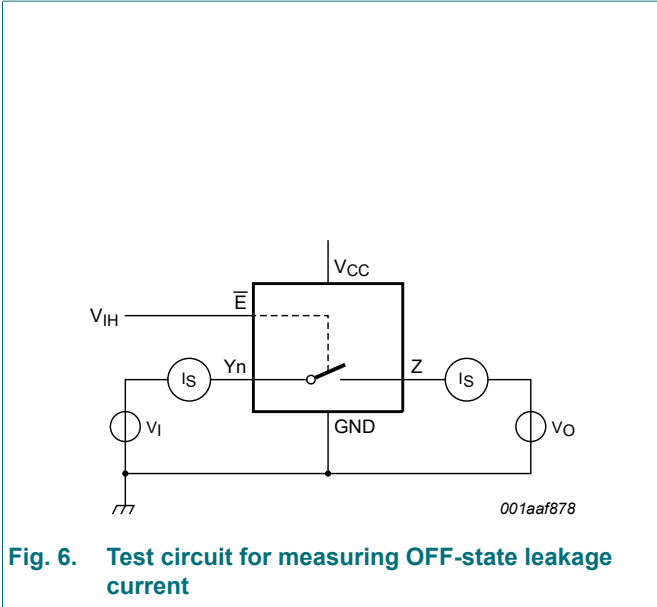 VCC
E̅
VIH
IS
Yn
Z
IS
VI
GND
VO
001aaf878
Fig. 6. Test circuit for measuring OFF-state leakage
current